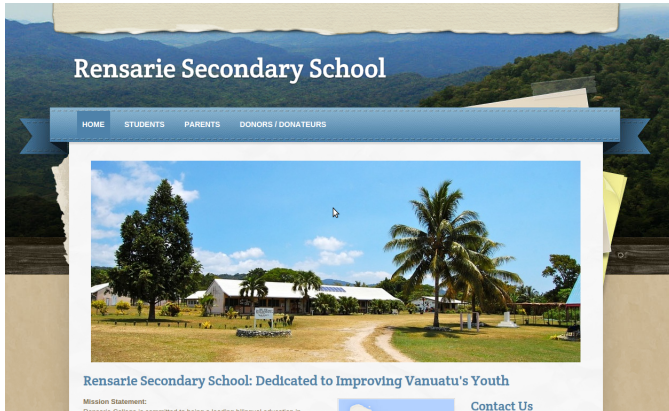 Rensarie Secondary School
HOME STUDENTS PARENTS DONORS / DONATEURS
Rensarie Secondary School: Dedicated to Improving Vanuatu's Youth
Mission Statement:
Contact Us